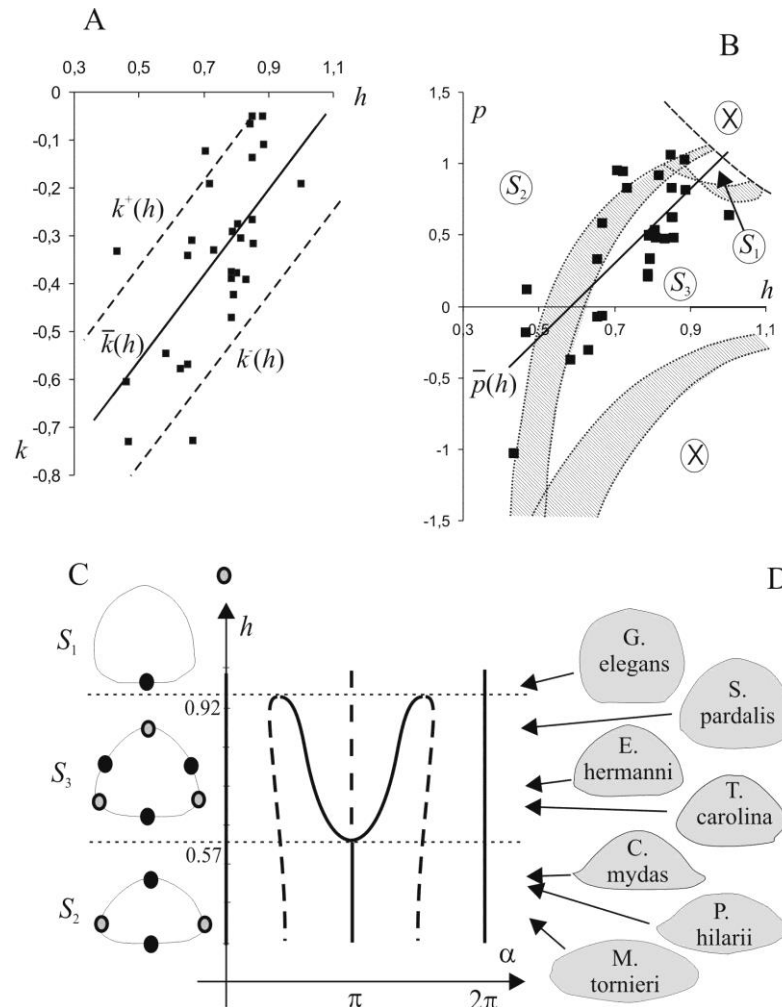 A
0,3 0,5 0,7 0,9 1,1
0
h
-0,1
-0,2
-0,3
-0,4
-0,5
-0,6
-0,7
-0,8
k
k⁺(h)
k̄(h)
k⁻(h)
B
1,5
p
X
1
S₂
0,5
S₁
S₃
h
0
0,3 0,5 0,7 0,9 1,1
-0,5
p̄(h)
-1
X
-1,5
C
h
S₁
0.92
S₃
0.57
S₂
α
π
2π
D
G.
elegans
S.
pardalis
E.
hermanni
T.
carolina
C.
mydas
P.
hilarii
M.
tornieri